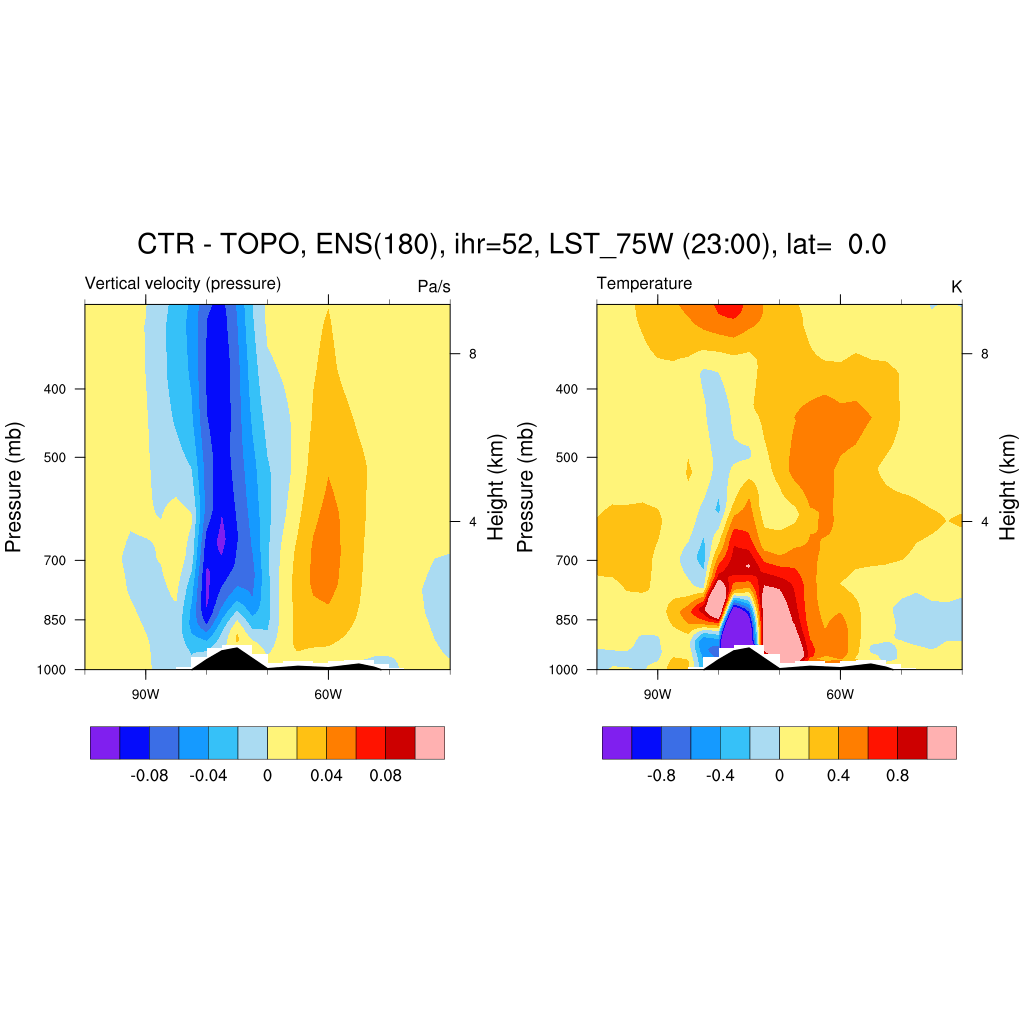 CTR - TOPO, ENS(180), ihr=52, LST_75W (23:00), lat=  0.0
Vertical velocity (pressure)
Pa/s
Pressure (mb)
400
500
700
850
1000
8
4
Height (km)
90W
60W
-0.08
-0.04
0
0.04
0.08
Temperature
K
Pressure (mb)
400
500
700
850
1000
8
4
Height (km)
90W
60W
-0.8
-0.4
0
0.4
0.8